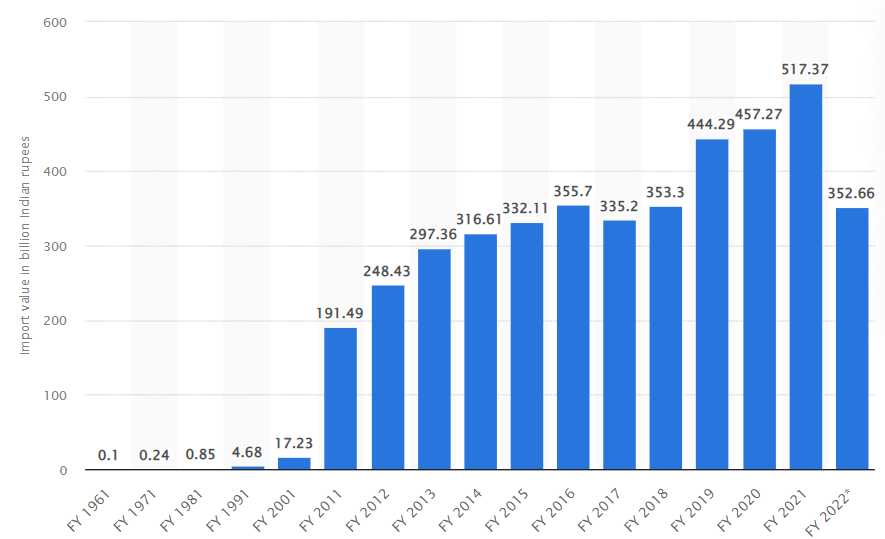 Import value in billion Indian rupees
600
500
400
300
200
100
0
0.1
0.24
0.85
4.68
17.23
191.49
248.43
297.36
316.61
332.11
355.7
335.2
353.3
444.29
457.27
517.37
352.66
FY 1961
FY 1971
FY 1981
FY 1991
FY 2001
FY 2011
FY 2012
FY 2013
FY 2014
FY 2015
FY 2016
FY 2017
FY 2018
FY 2019
FY 2020
FY 2021
FY 2022*